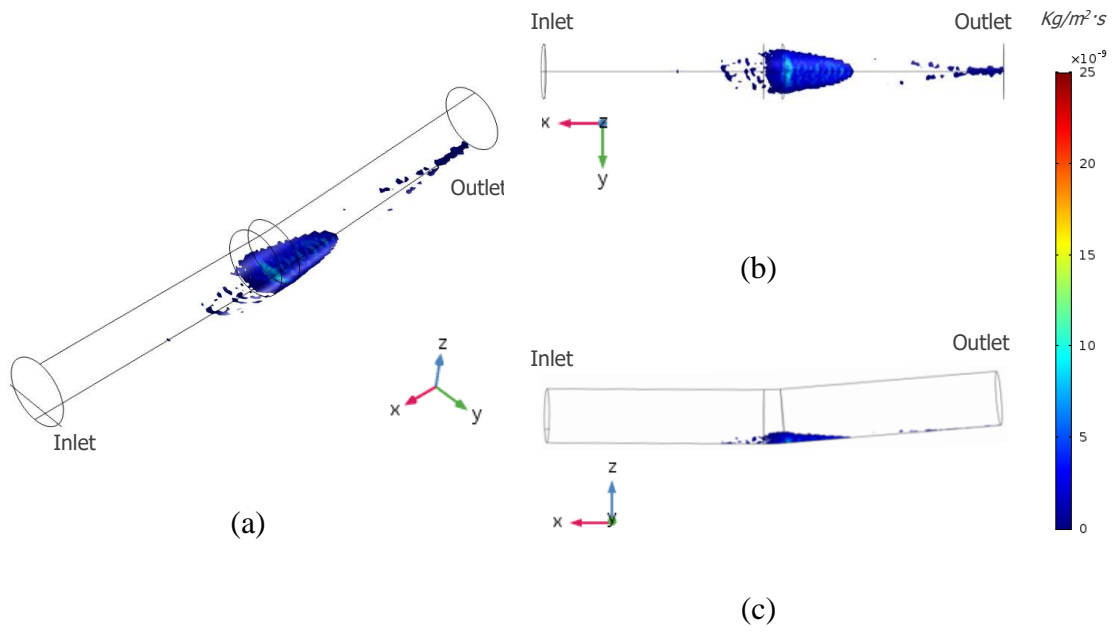 Inlet
Outlet
Kg/m²·s
×10⁻⁹
25
20
15
10
5
0
x
z
y
(b)
Outlet
z
x
y
Inlet
(a)
Inlet
Outlet
z
x
y
(c)